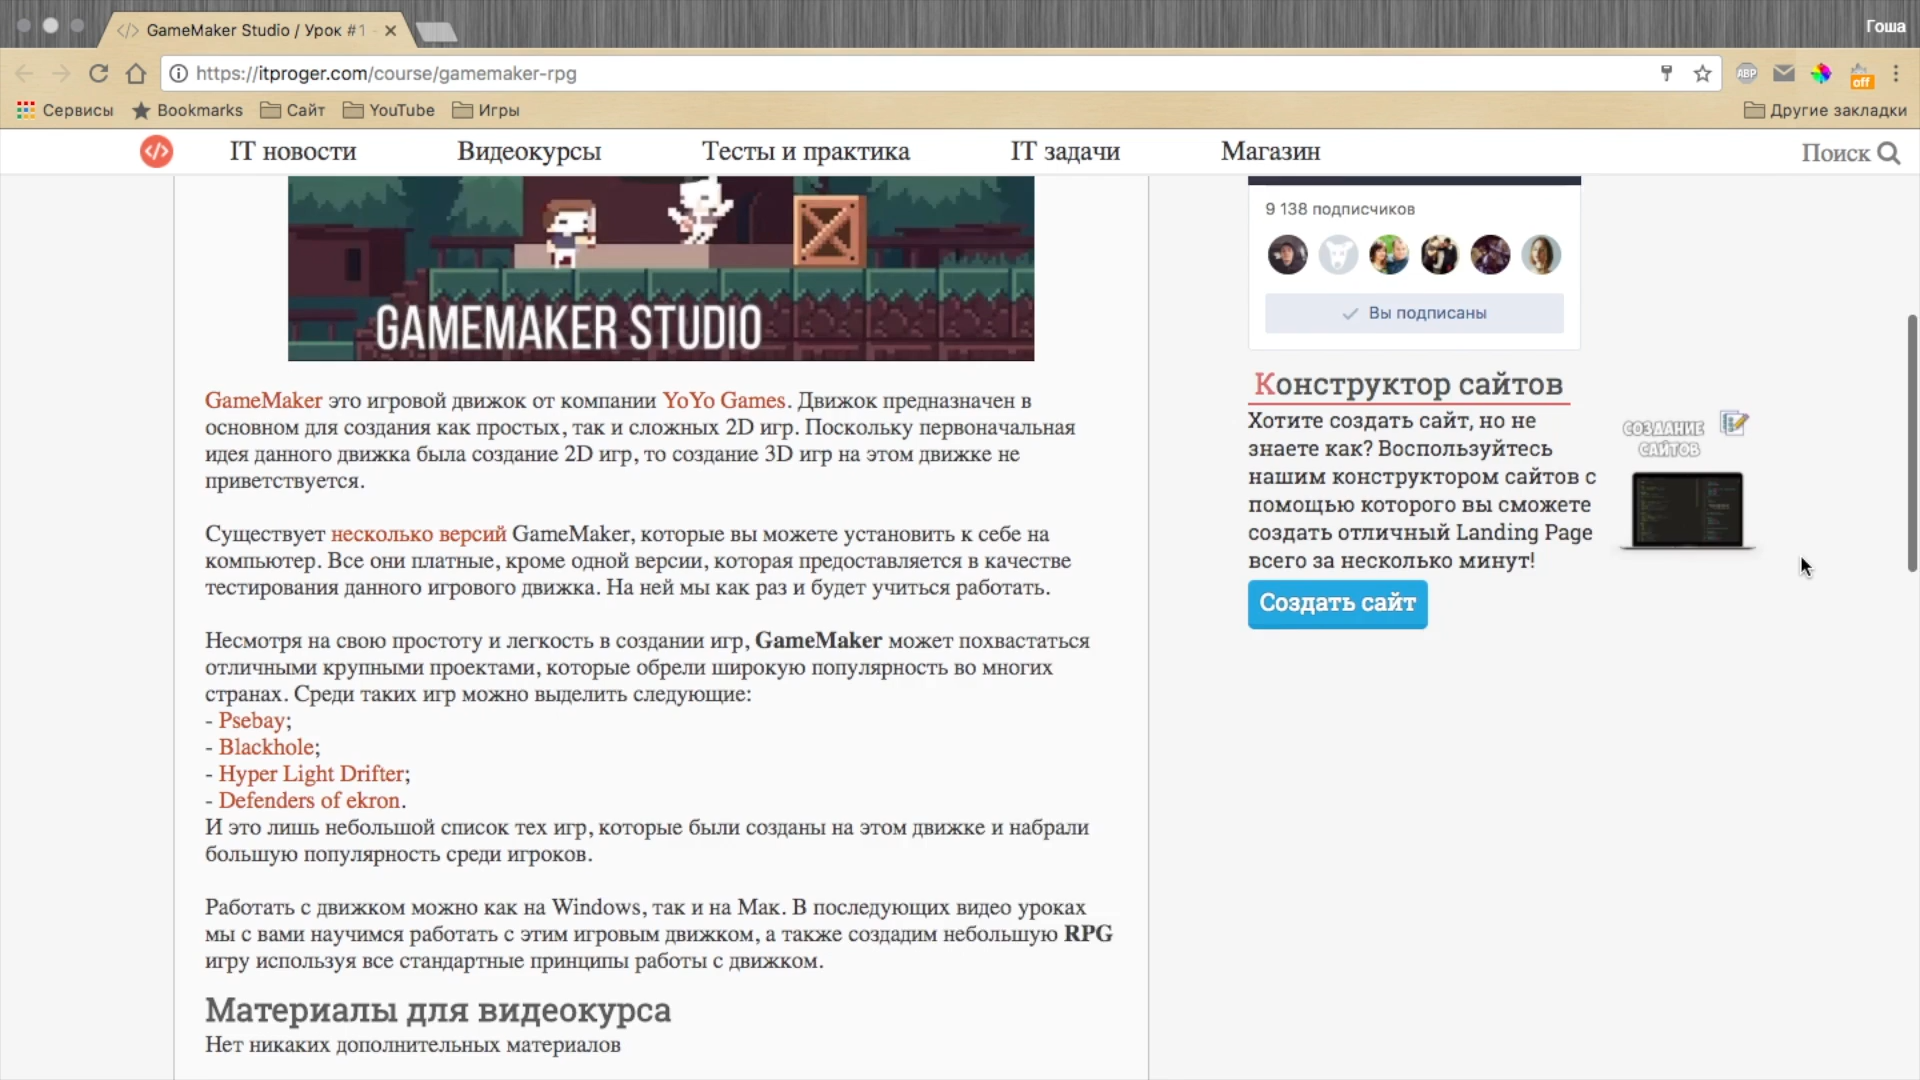 GameMaker Studio / Урок #1
Гоша
https://itproger.com/course/gamemaker-rpg
ABP
off
Сервисы
Bookmarks
Сайт
YouTube
Игры
Другие закладки
</>
IT новости
Видеокурсы
Тесты и практика
IT задачи
Магазин
Поиск
GAMEMAKER STUDIO
GameMaker это игровой движок от компании YoYo Games. Движок предназначен в
основном для создания как простых, так и сложных 2D игр. Поскольку первоначальная
идея данного движка была создание 2D игр, то создание 3D игр на этом движке не
приветствуется.
Существует несколько версий GameMaker, которые вы можете установить к себе на
компьютер. Все они платные, кроме одной версии, которая предоставляется в качестве
тестирования данного игрового движка. На ней мы как раз и будет учиться работать.
Несмотря на свою простоту и легкость в создании игр, GameMaker может похвастаться
отличными крупными проектами, которые обрели широкую популярность во многих
странах. Среди таких игр можно выделить следующие:
- Psebay;
- Blackhole;
- Hyper Light Drifter;
- Defenders of ekron.
И это лишь небольшой список тех игр, которые были созданы на этом движке и набрали
большую популярность среди игроков.
Работать с движком можно как на Windows, так и на Мак. В последующих видео уроках
мы с вами научимся работать с этим игровым движком, а также создадим небольшую RPG
игру используя все стандартные принципы работы с движком.
Материалы для видеокурса
Нет никаких дополнительных материалов
9 138 подписчиков
Вы подписаны
Конструктор сайтов
Хотите создать сайт, но не
знаете как? Воспользуйтесь
нашим конструктором сайтов с
помощью которого вы сможете
создать отличный Landing Page
всего за несколько минут!
Создать сайт
СОЗДАНИЕ
САЙТОВ